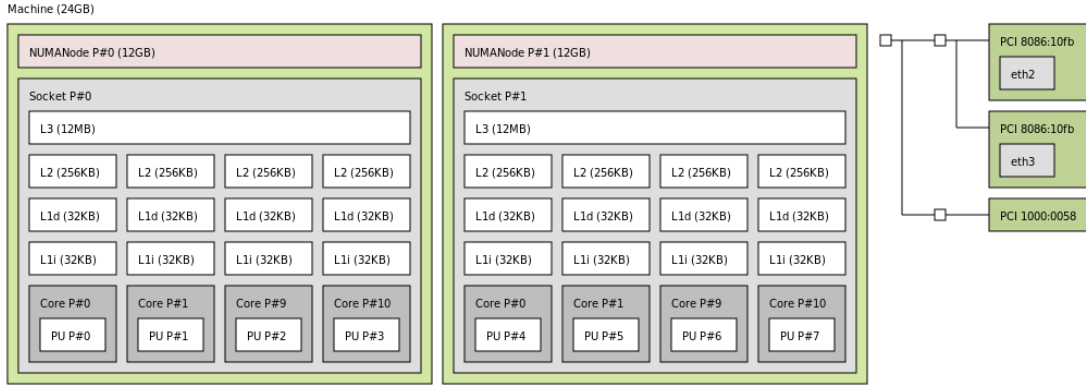 Machine (24GB)
NUMANode P#0 (12GB)
Socket P#0
L3 (12MB)
L2 (256KB) L2 (256KB) L2 (256KB) L2 (256KB)
L1d (32KB) L1d (32KB) L1d (32KB) L1d (32KB)
L1i (32KB) L1i (32KB) L1i (32KB) L1i (32KB)
Core P#0 Core P#1 Core P#9 Core P#10
PU P#0 PU P#1 PU P#2 PU P#3
NUMANode P#1 (12GB)
Socket P#1
L3 (12MB)
L2 (256KB) L2 (256KB) L2 (256KB) L2 (256KB)
L1d (32KB) L1d (32KB) L1d (32KB) L1d (32KB)
L1i (32KB) L1i (32KB) L1i (32KB) L1i (32KB)
Core P#0 Core P#1 Core P#9 Core P#10
PU P#4 PU P#5 PU P#6 PU P#7
PCI 8086:10fb
eth2
PCI 8086:10fb
eth3
PCI 1000:0058